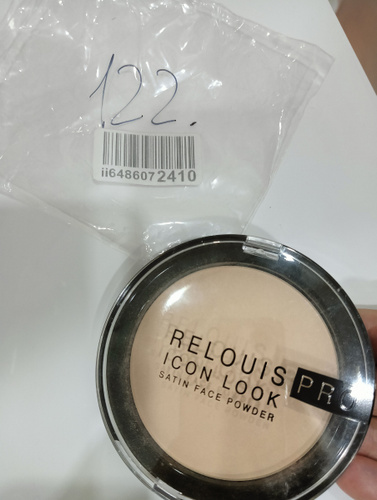 122.
ii6486072410
RELOUIS PRO
ICON LOOK
SATIN FACE POWDER